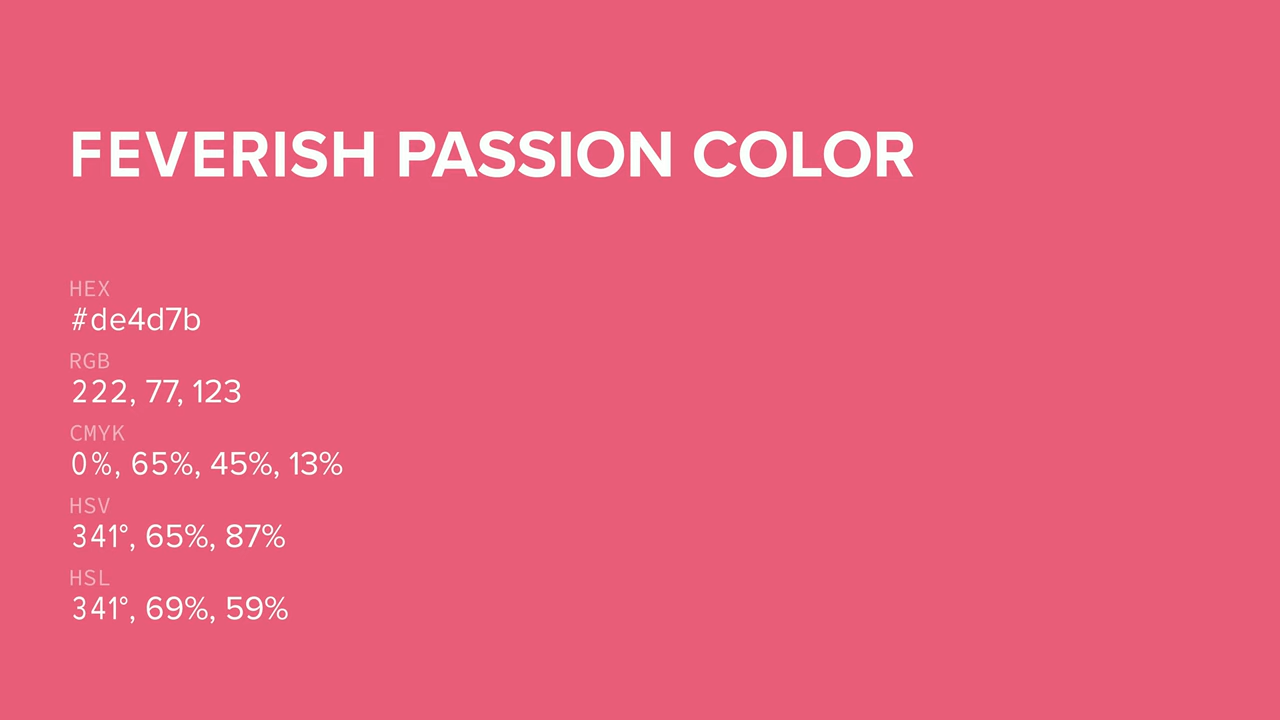 FEVERISH PASSION COLOR
HEX
#de4d7b
RGB
222, 77, 123
CMYK
0%, 65%, 45%, 13%
HSV
341°, 65%, 87%
HSL
341°, 69%, 59%